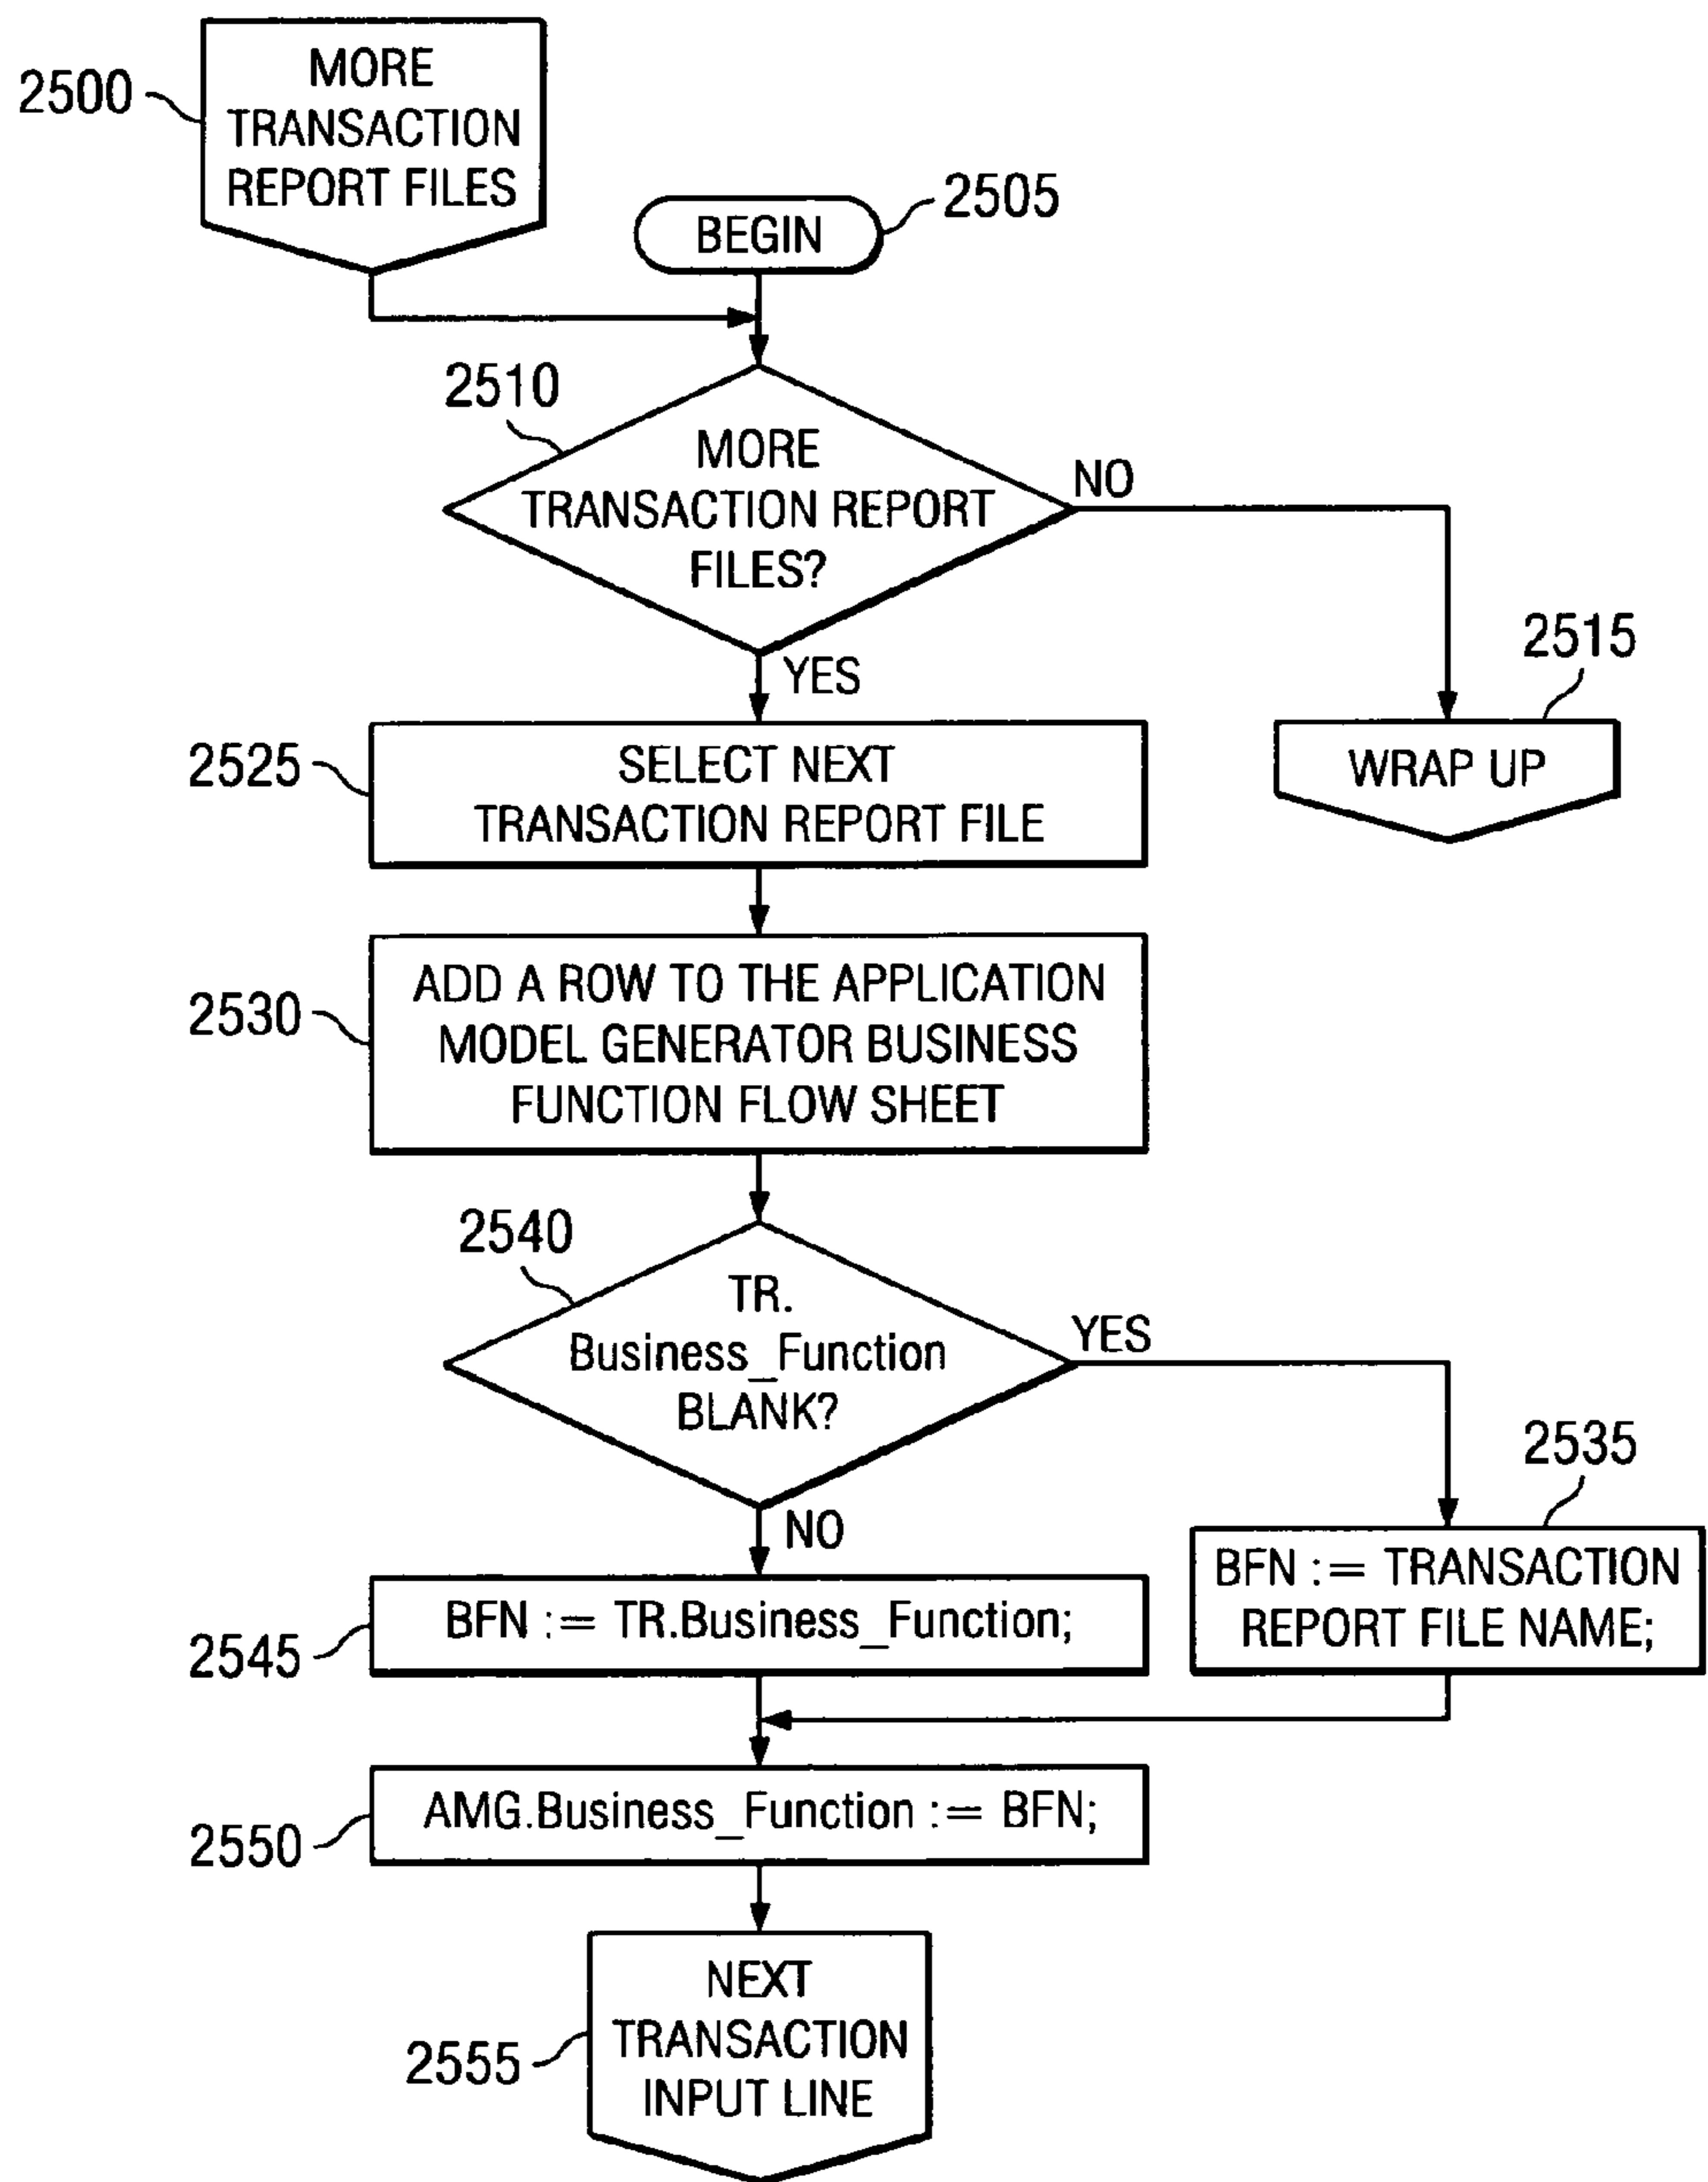 2500
MORE
TRANSACTION
REPORT FILES
BEGIN
2505
2510
MORE
TRANSACTION REPORT
FILES?
NO
YES
2515
WRAP UP
2525
SELECT NEXT
TRANSACTION REPORT FILE
2530
ADD A ROW TO THE APPLICATION
MODEL GENERATOR BUSINESS
FUNCTION FLOW SHEET
2540
TR.
Business_Function
BLANK?
YES
NO
2535
BFN := TRANSACTION
REPORT FILE NAME;
2545
BFN := TR.Business_Function;
2550
AMG.Business_Function := BFN;
2555
NEXT
TRANSACTION
INPUT LINE